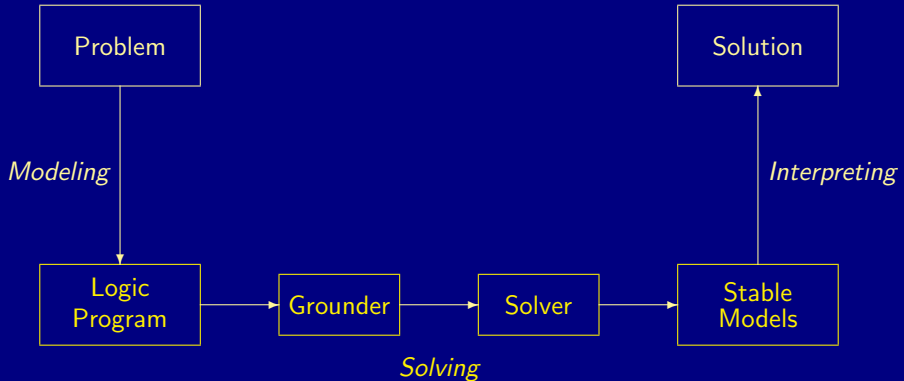 Problem
Solution
Modeling
Interpreting
Logic
Program
Grounder
Solver
Stable
Models
Solving